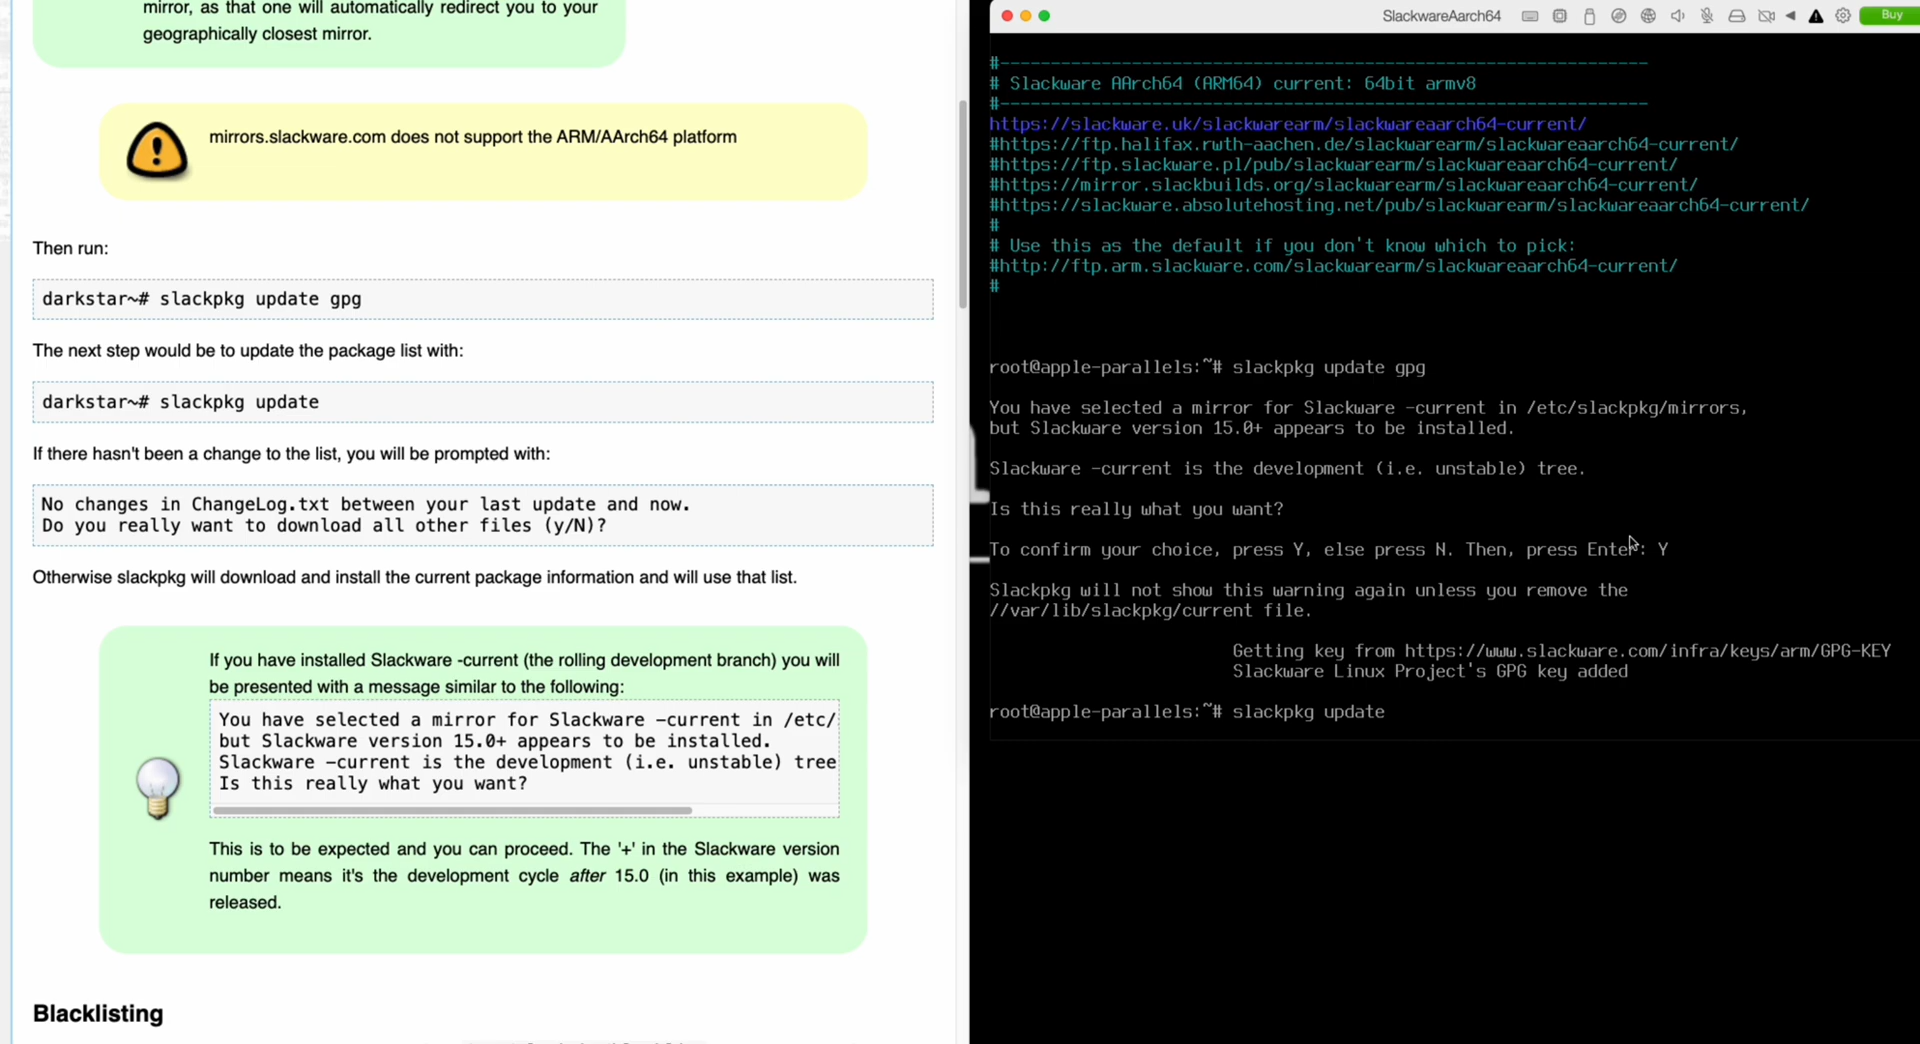 mirror, as that one will automatically redirect you to your
geographically closest mirror.
mirrors.slackware.com does not support the ARM/AArch64 platform
Then run:
darkstar~# slackpkg update gpg
The next step would be to update the package list with:
darkstar~# slackpkg update
If there hasn't been a change to the list, you will be prompted with:
No changes in ChangeLog.txt between your last update and now.
Do you really want to download all other files (y/N)?
Otherwise slackpkg will download and install the current package information and will use that list.
If you have installed Slackware -current (the rolling development branch) you will
be presented with a message similar to the following:
You have selected a mirror for Slackware -current in /etc/
but Slackware version 15.0+ appears to be installed.
Slackware -current is the development (i.e. unstable) tree
Is this really what you want?
This is to be expected and you can proceed. The '+' in the Slackware version
number means it's the development cycle after 15.0 (in this example) was
released.
Blacklisting
SlackwareAarch64
Buy
#----------------------------------------------------------------
# Slackware AArch64 (ARM64) current: 64bit armv8
#----------------------------------------------------------------
https://slackware.uk/slackwarearm/slackwareaarch64-current/
#https://ftp.halifax.rwth-aachen.de/slackwarearm/slackwareaarch64-current/
#https://ftp.slackware.pl/pub/slackwarearm/slackwareaarch64-current/
#https://mirror.slackbuilds.org/slackwarearm/slackwareaarch64-current/
#https://slackware.absolutehosting.net/pub/slackwarearm/slackwareaarch64-current/
#
# Use this as the default if you don't know which to pick:
#http://ftp.arm.slackware.com/slackwarearm/slackwareaarch64-current/
#
root@apple-parallels:~# slackpkg update gpg
You have selected a mirror for Slackware -current in /etc/slackpkg/mirrors,
but Slackware version 15.0+ appears to be installed.
Slackware -current is the development (i.e. unstable) tree.
Is this really what you want?
To confirm your choice, press Y, else press N. Then, press Enter: Y
Slackpkg will not show this warning again unless you remove the
//var/lib/slackpkg/current file.
Getting key from https://www.slackware.com/infra/keys/arm/GPG-KEY
Slackware Linux Project's GPG key added
root@apple-parallels:~# slackpkg update